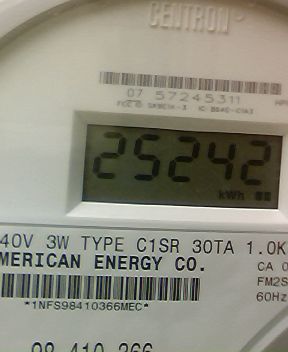 CENTRON
07 57245311
25242
kWh
40V 3W TYPE C1SR 30TA 1.0K
MERICAN ENERGY CO.
CA 0
FM2S
60Hz
*1NFS98410366MEC*
98 410 366